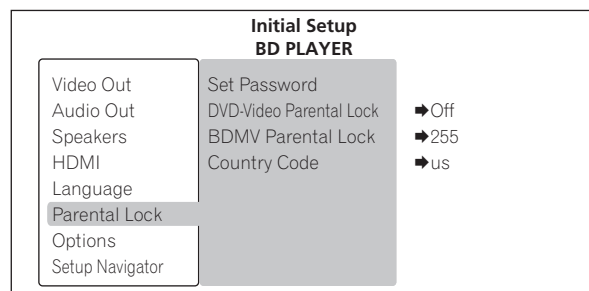 Initial Setup
BD PLAYER
Video Out
Audio Out
Speakers
HDMI
Language
Parental Lock
Options
Setup Navigator
Set Password
DVD-Video Parental Lock ➡Off
BDMV Parental Lock ➡255
Country Code ➡us